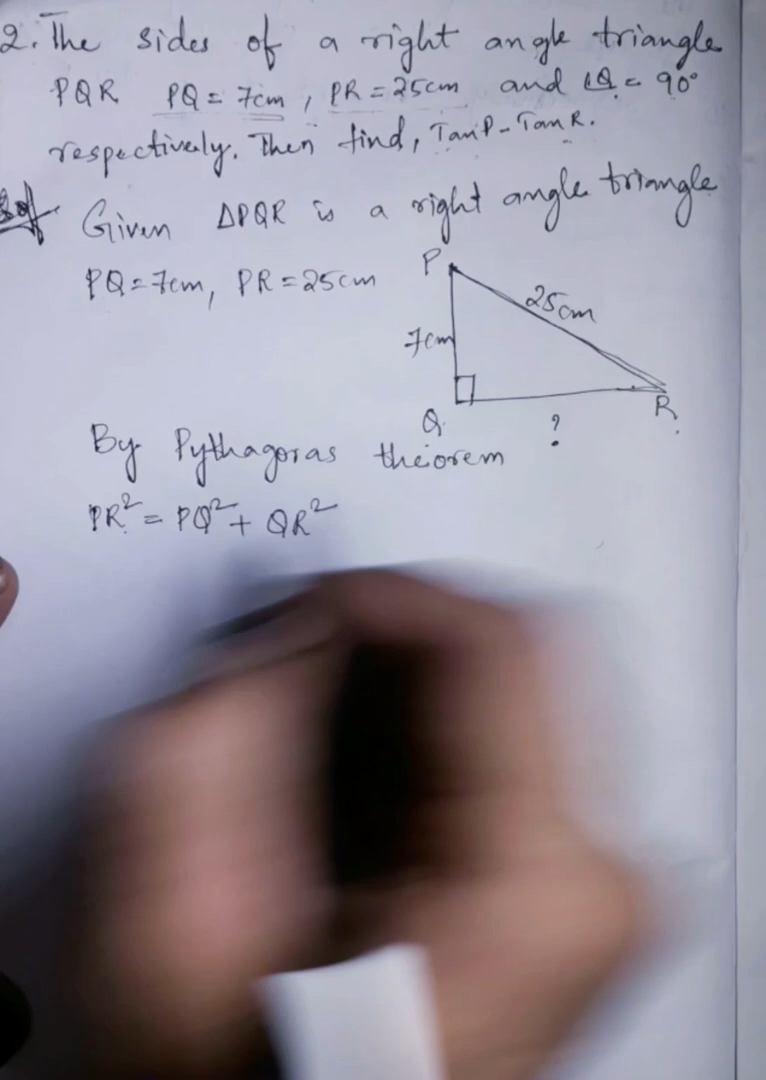 2. The sides of a right angle triangle
PQR PQ = 7cm, PR = 25cm and ∠Q = 90°
respectively. Then find, TanP - TanR.
Sol Given ΔPQR is a right angle triangle
PQ = 7cm, PR = 25cm
P
25cm
7cm
Q
?
R
By Pythagoras theorem
PR² = PQ² + QR²